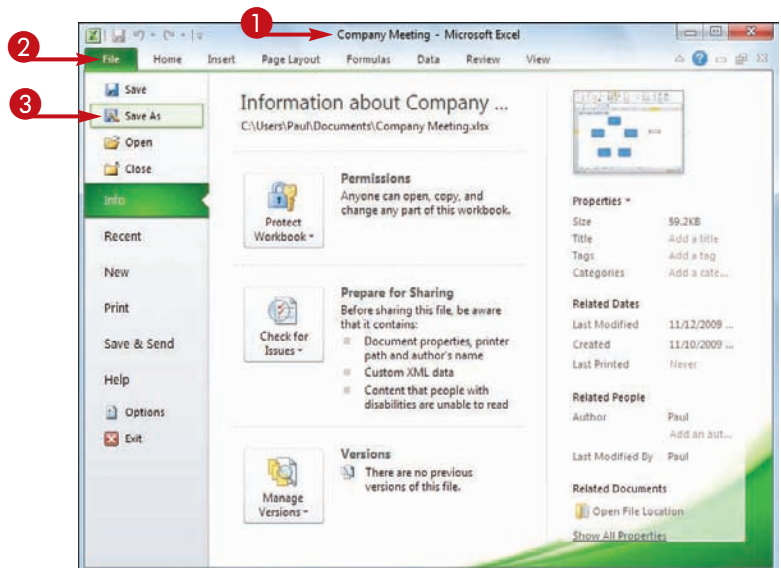 1
Company Meeting - Microsoft Excel
2
File Home Insert Page Layout Formulas Data Review View
3
Save
Save As
Open
Close
Info
Recent
New
Print
Save & Send
Help
Options
Exit
Information about Company ...
C:\Users\Paul\Documents\Company Meeting.xlsx
Protect
Workbook
Permissions
Anyone can open, copy, and
change any part of this workbook.
Check for
Issues
Prepare for Sharing
Before sharing this file, be aware
that it contains:
Document properties, printer
path and author's name
Custom XML data
Content that people with
disabilities are unable to read
Manage
Versions
Versions
There are no previous
versions of this file.
Properties
Size 59.2KB
Title Add a title
Tags Add a tag
Categories Add a cate...
Related Dates
Last Modified 11/12/2009 ...
Created 11/10/2009 ...
Last Printed Never
Related People
Author Paul
Add an aut...
Last Modified By Paul
Related Documents
Open File Location
Show All Properties